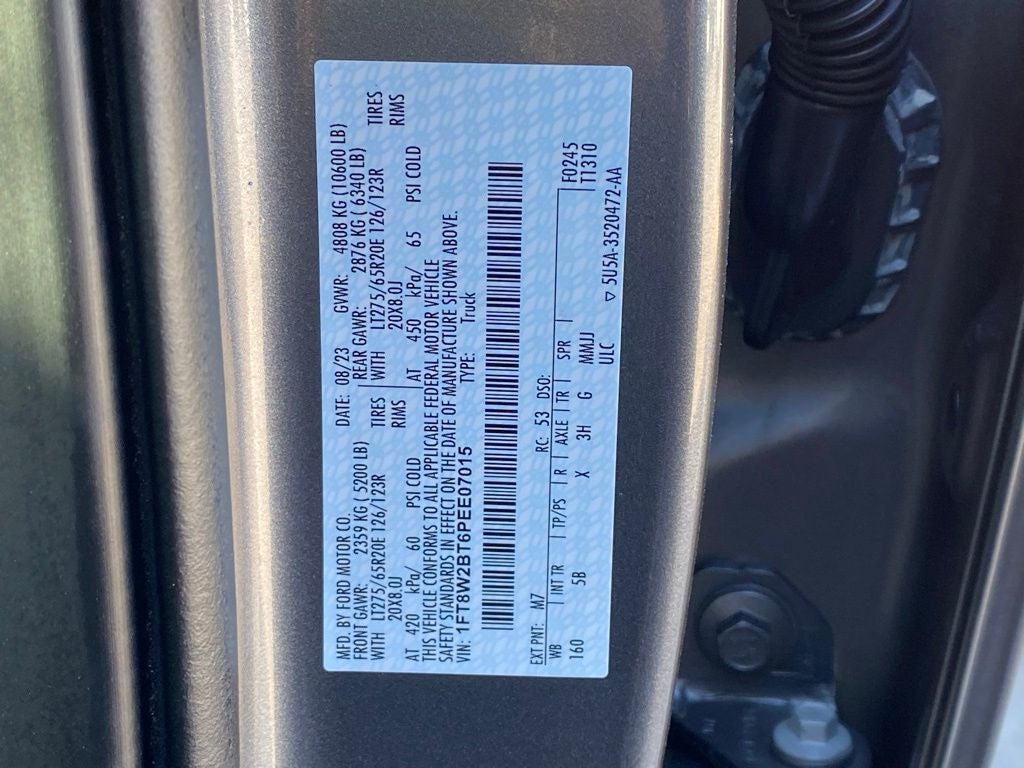 MFD. BY FORD MOTOR CO. DATE: 08/23 GVWR: 4808 KG (10600 LB)
FRONT GAWR: 2359 KG ( 5200 LB) REAR GAWR: 2876 KG ( 6340 LB)
WITH LT275/65R20E 126/123R TIRES WITH LT275/65R20E 126/123R TIRES
20X8.0J RIMS 20X8.0J RIMS
AT 420 kPa/ 60 PSI COLD AT 450 kPa/ 65 PSI COLD
THIS VEHICLE CONFORMS TO ALL APPLICABLE FEDERAL MOTOR VEHICLE
SAFETY STANDARDS IN EFFECT ON THE DATE OF MANUFACTURE SHOWN ABOVE.
VIN: 1FT8W2BT6PEE07015 TYPE: Truck
EXT PNT: M7 RC: 53 DSO: F0245
WB INT TR TP/PS R AXLE TR SPR T1310
160 5B X 3H G MMJJ
ULC ▽ 5U5A-3520472-AA